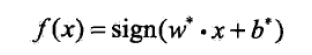 f(x) = sign(w* · x + b*)